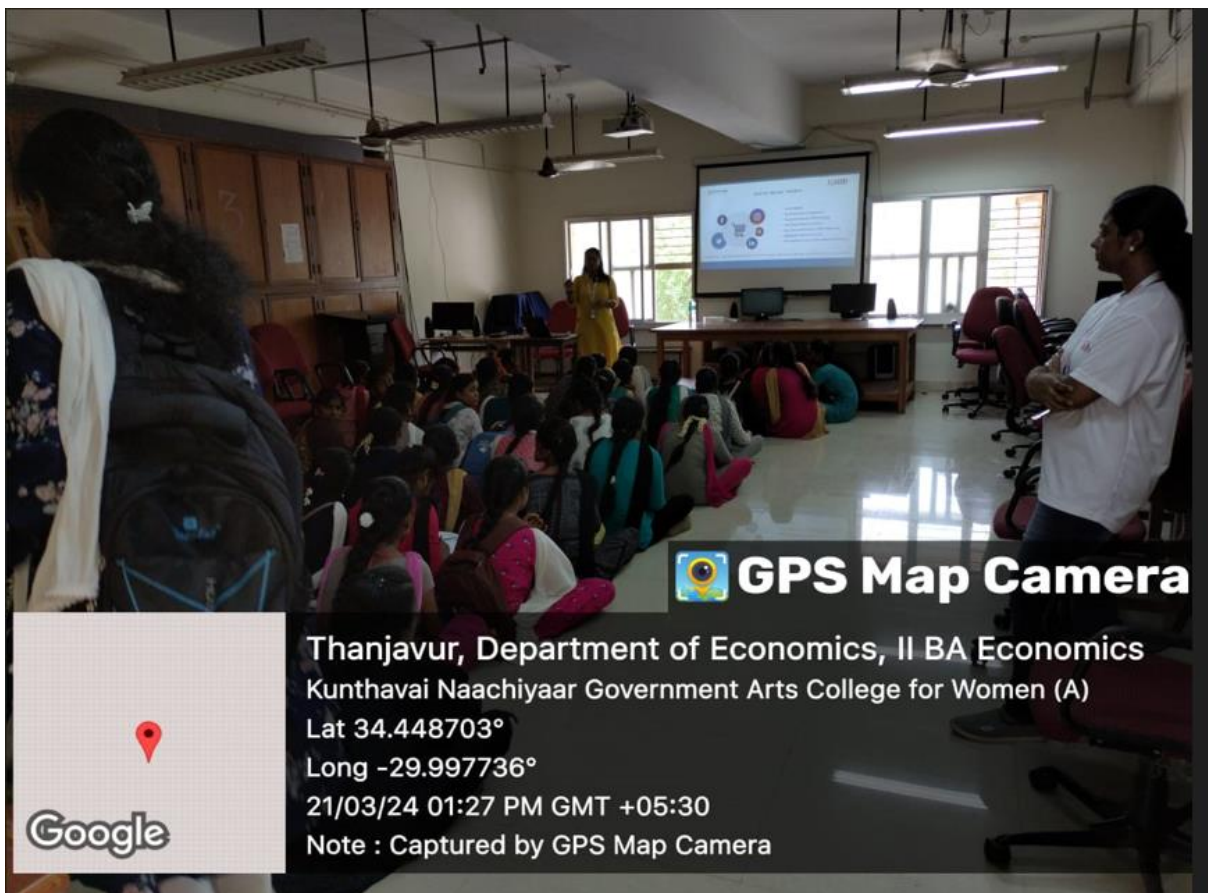 3
GPS Map Camera
Thanjavur, Department of Economics, II BA Economics
Kunthavai Naachiyaar Government Arts College for Women (A)
Lat 34.448703°
Long -29.997736°
21/03/24 01:27 PM GMT +05:30
Note : Captured by GPS Map Camera
Google